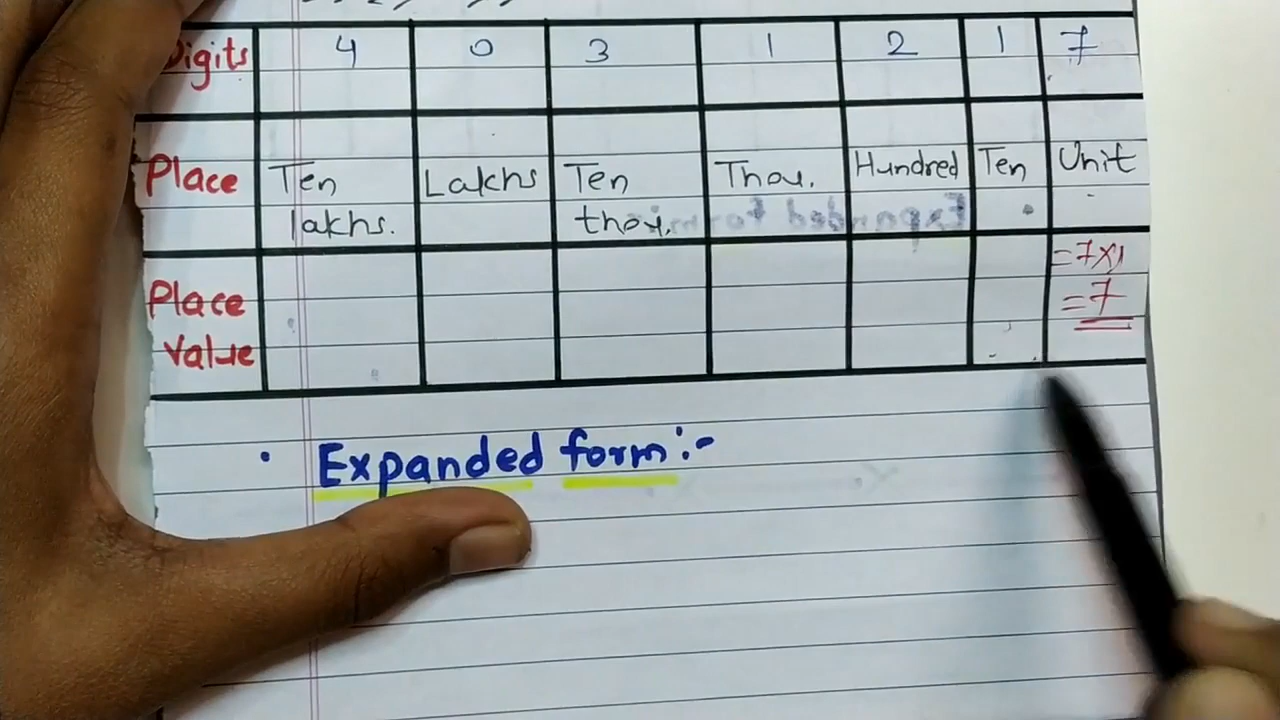 Digits 4 0 3 1 2 1 7
Place Ten lakhs. Lakhs Ten thou. Thou. Hundred Ten Unit
Place Value =7x1
=7
• Expanded form:-